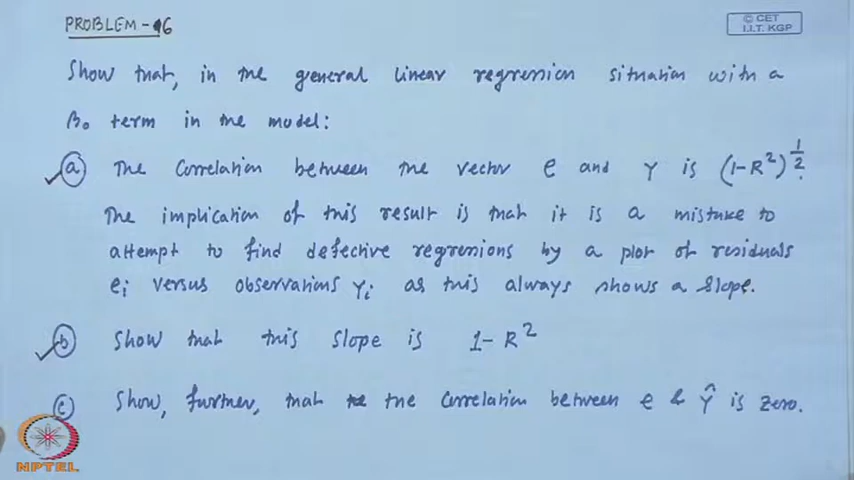 PROBLEM-16
© CET
I.I.T. KGP
Show that, in the general linear regression situation with a
β₀ term in the model:
(a) The Correlation between the vector e and Y is (1-R²)^{1/2}.
The implication of this result is that it is a mistake to
attempt to find defective regressions by a plot of residuals
eᵢ versus observations Yᵢ as this always shows a slope.
(b) Show that this slope is 1-R²
(c) Show, further, that the correlation between e & Ŷ is zero.
NPTEL